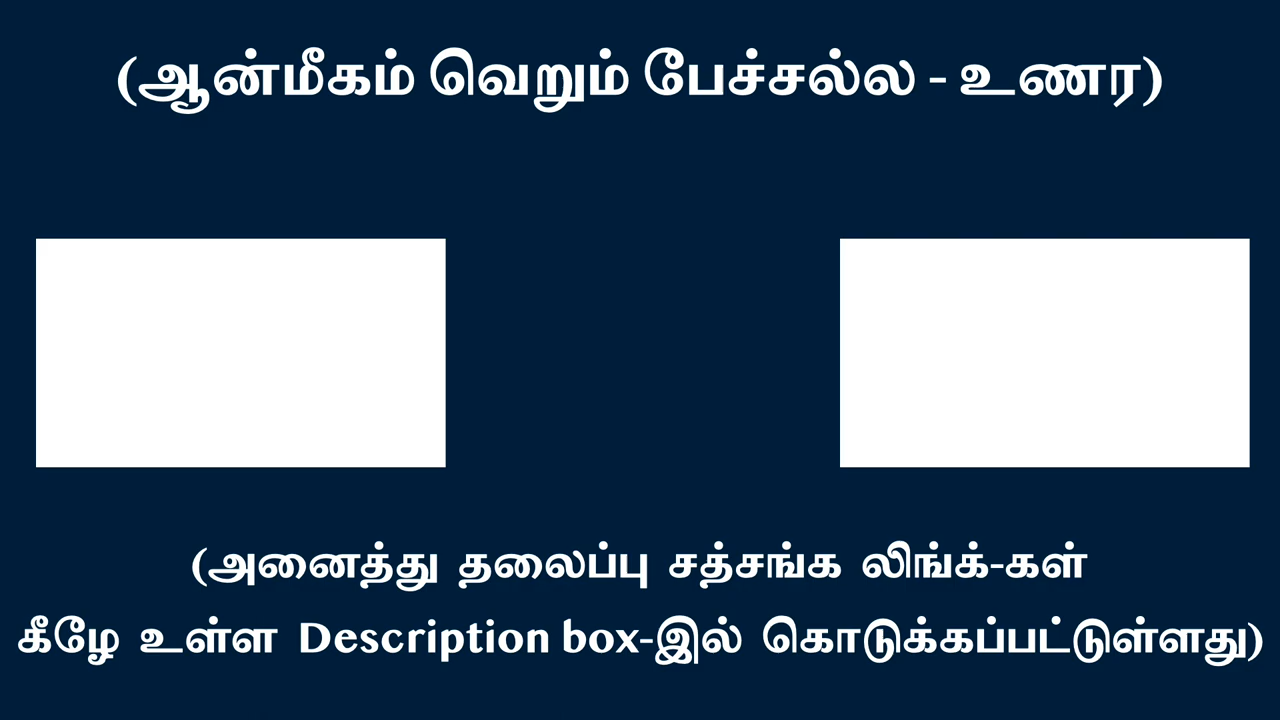 (ஆன்மீகம் வெறும் பேச்சல்ல - உணர)
(அனைத்து தலைப்பு சத்சங்க லிங்க்-கள்
கீழே உள்ள Description box-இல் கொடுக்கப்பட்டுள்ளது)